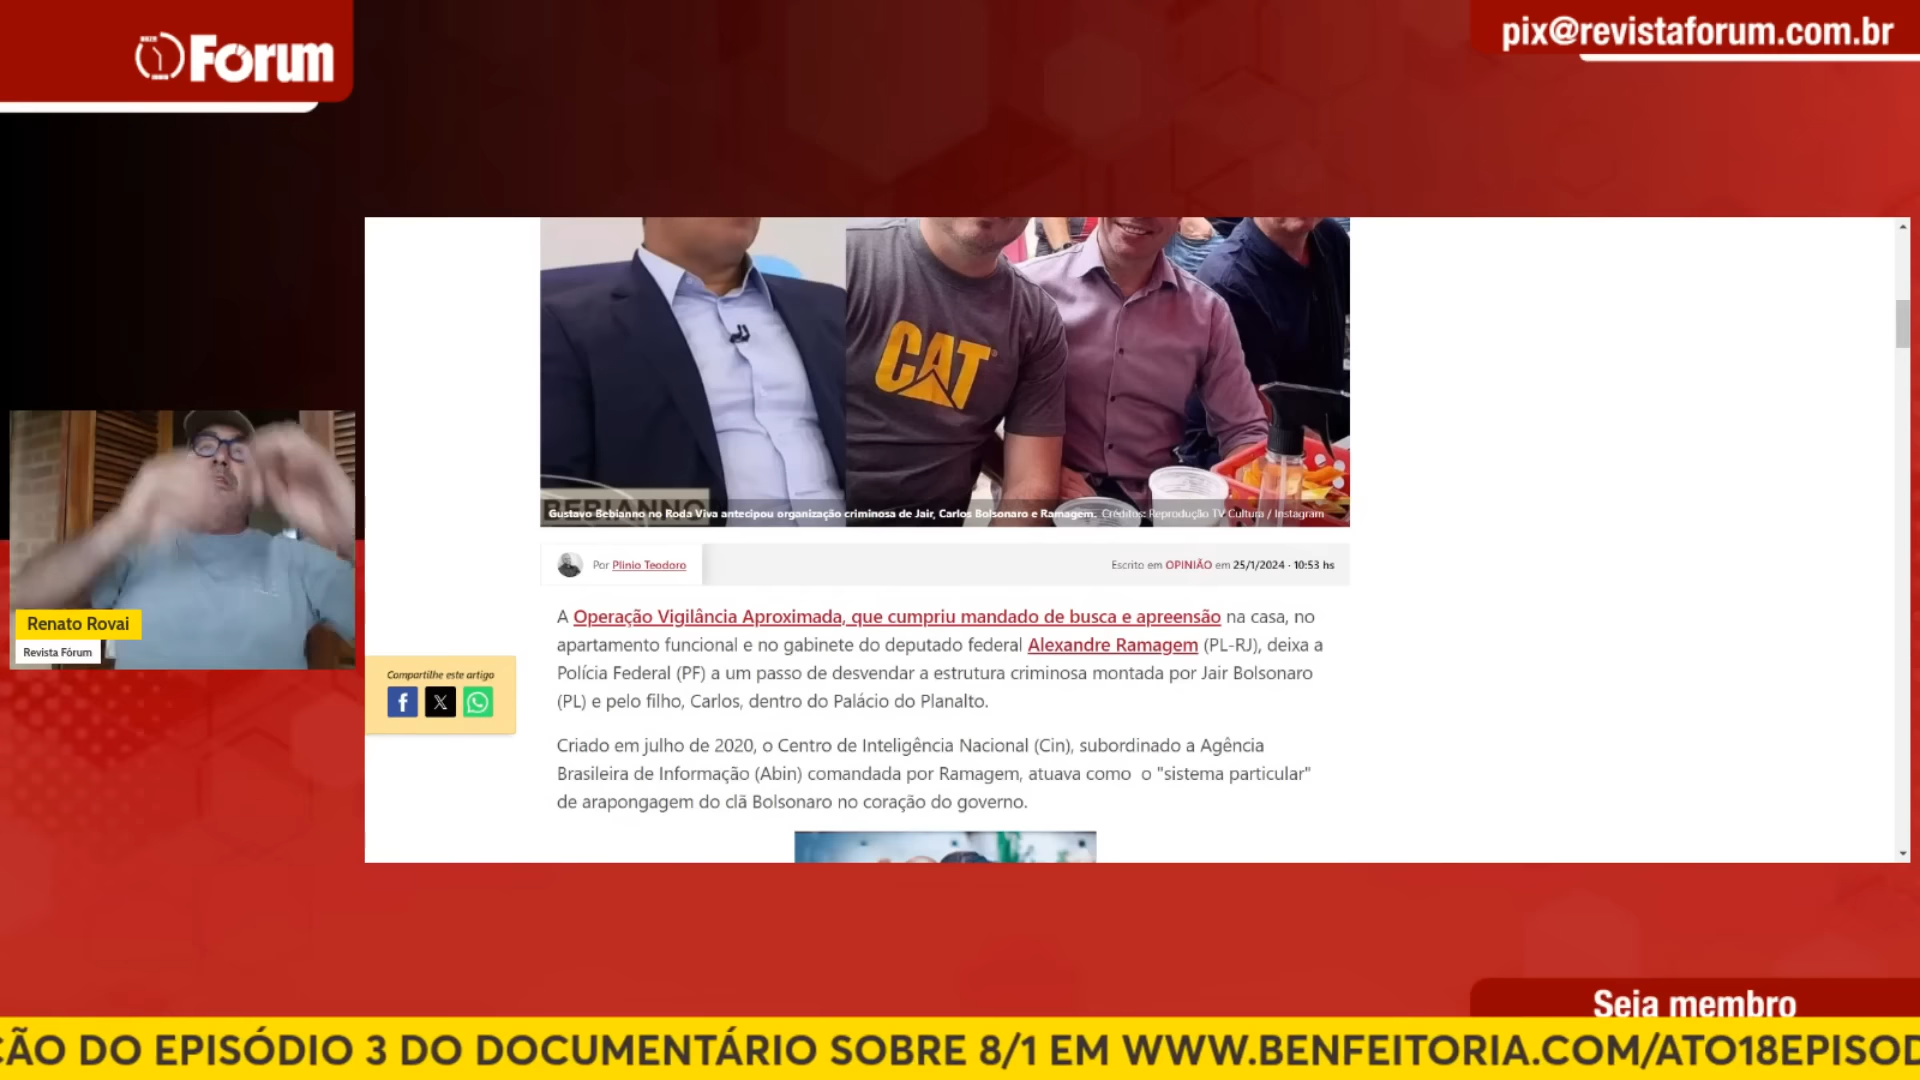 Forum
pix@revistaforum.com.br
CAT
BEBIANNO
Gustavo Bebianno no Roda Viva antecipou organização criminosa de Jair, Carlos Bolsonaro e Ramagem. Créditos: Reprodução TV Cultura / Instagram
Por Plinio Teodoro
Escrito em OPINIÃO em 25/1/2024 · 10:53 hs
A Operação Vigilância Aproximada, que cumpriu mandado de busca e apreensão na casa, no
apartamento funcional e no gabinete do deputado federal Alexandre Ramagem (PL-RJ), deixa a
Polícia Federal (PF) a um passo de desvendar a estrutura criminosa montada por Jair Bolsonaro
(PL) e pelo filho, Carlos, dentro do Palácio do Planalto.
Criado em julho de 2020, o Centro de Inteligência Nacional (Cin), subordinado a Agência
Brasileira de Informação (Abin) comandada por Ramagem, atuava como o "sistema particular"
de arapongagem do clã Bolsonaro no coração do governo.
Renato Rovai
Revista Fórum
Compartilhe este artigo
Seja membro
ÇÃO DO EPISÓDIO 3 DO DOCUMENTÁRIO SOBRE 8/1 EM WWW.BENFEITORIA.COM/ATO18EPISOD